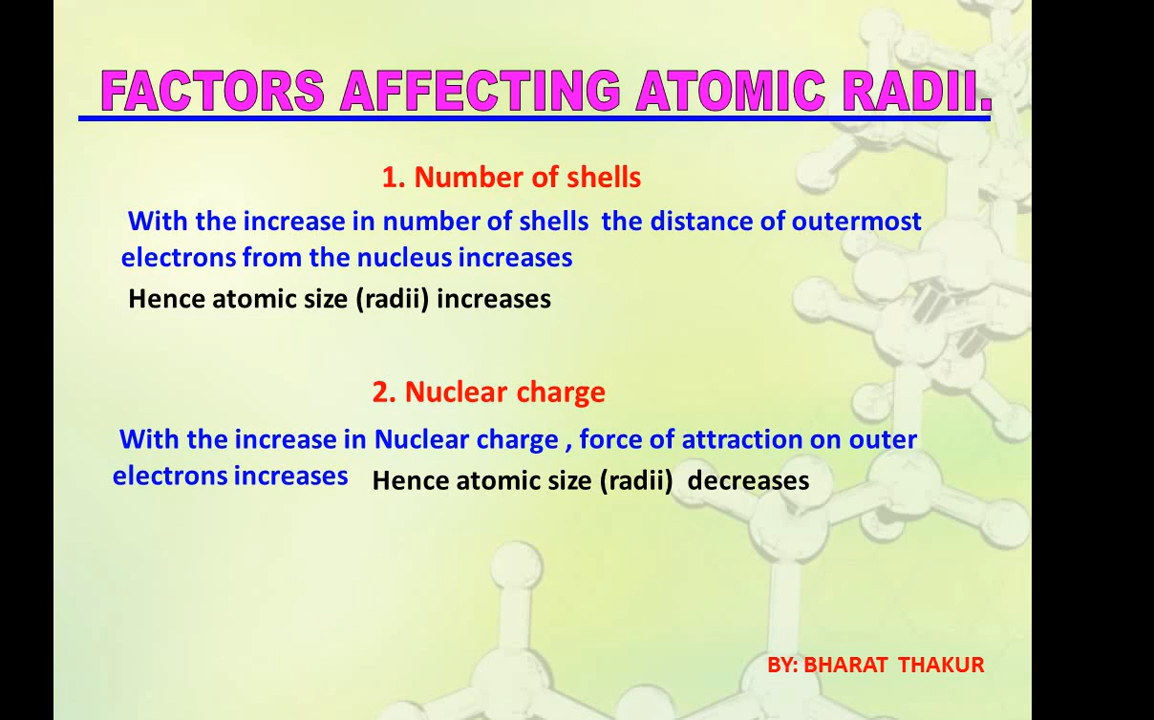 FACTORS AFFECTING ATOMIC RADII.
1. Number of shells
With the increase in number of shells the distance of outermost
electrons from the nucleus increases
Hence atomic size (radii) increases
2. Nuclear charge
With the increase in Nuclear charge , force of attraction on outer
electrons increases Hence atomic size (radii) decreases
BY: BHARAT THAKUR